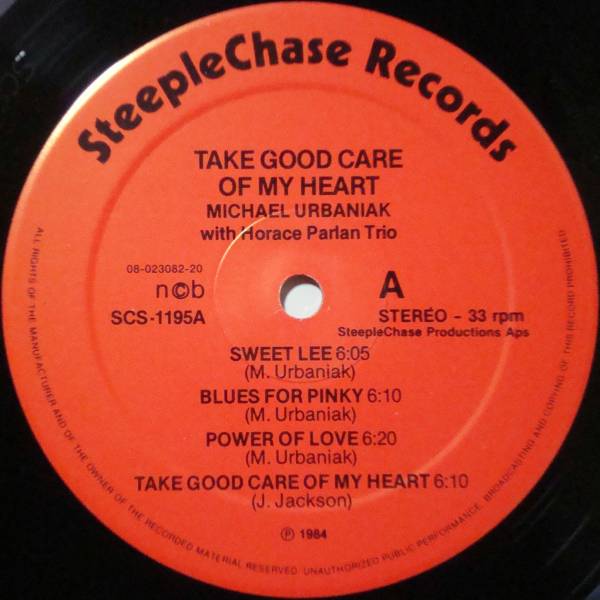 SteepleChase Records
TAKE GOOD CARE
OF MY HEART
MICHAEL URBANIAK
with Horace Parlan Trio
08-023082-20
n©b
SCS-1195A
A
STEREO - 33 rpm
SteepleChase Productions Aps
SWEET LEE 6:05
(M. Urbaniak)
BLUES FOR PINKY 6:10
(M. Urbaniak)
POWER OF LOVE 6:20
(M. Urbaniak)
TAKE GOOD CARE OF MY HEART 6:10
(J. Jackson)
℗ 1984
ALL RIGHTS OF THE MANUFACTURER AND OF THE OWNER OF THE RECORDED MATERIAL RESERVED. UNAUTHORIZED PUBLIC PERFORMANCE, BROADCASTING AND COPYING OF THIS RECORD PROHIBITED